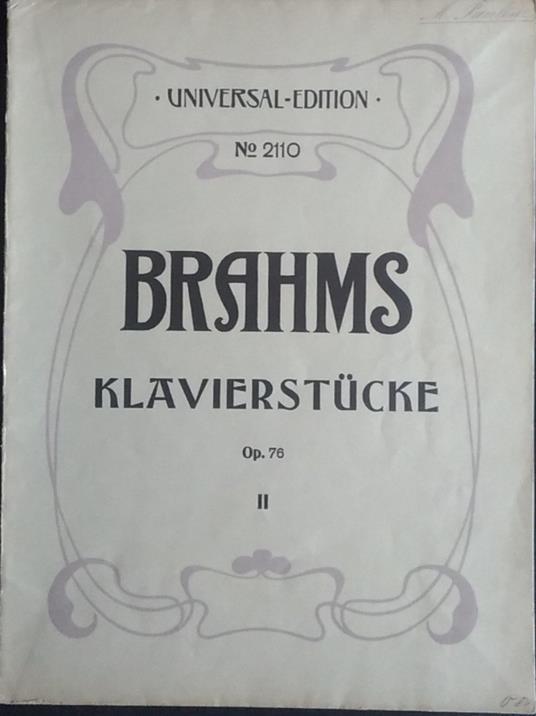 · UNIVERSAL-EDITION ·
No 2110
BRAHMS
KLAVIERSTÜCKE
Op. 76
II